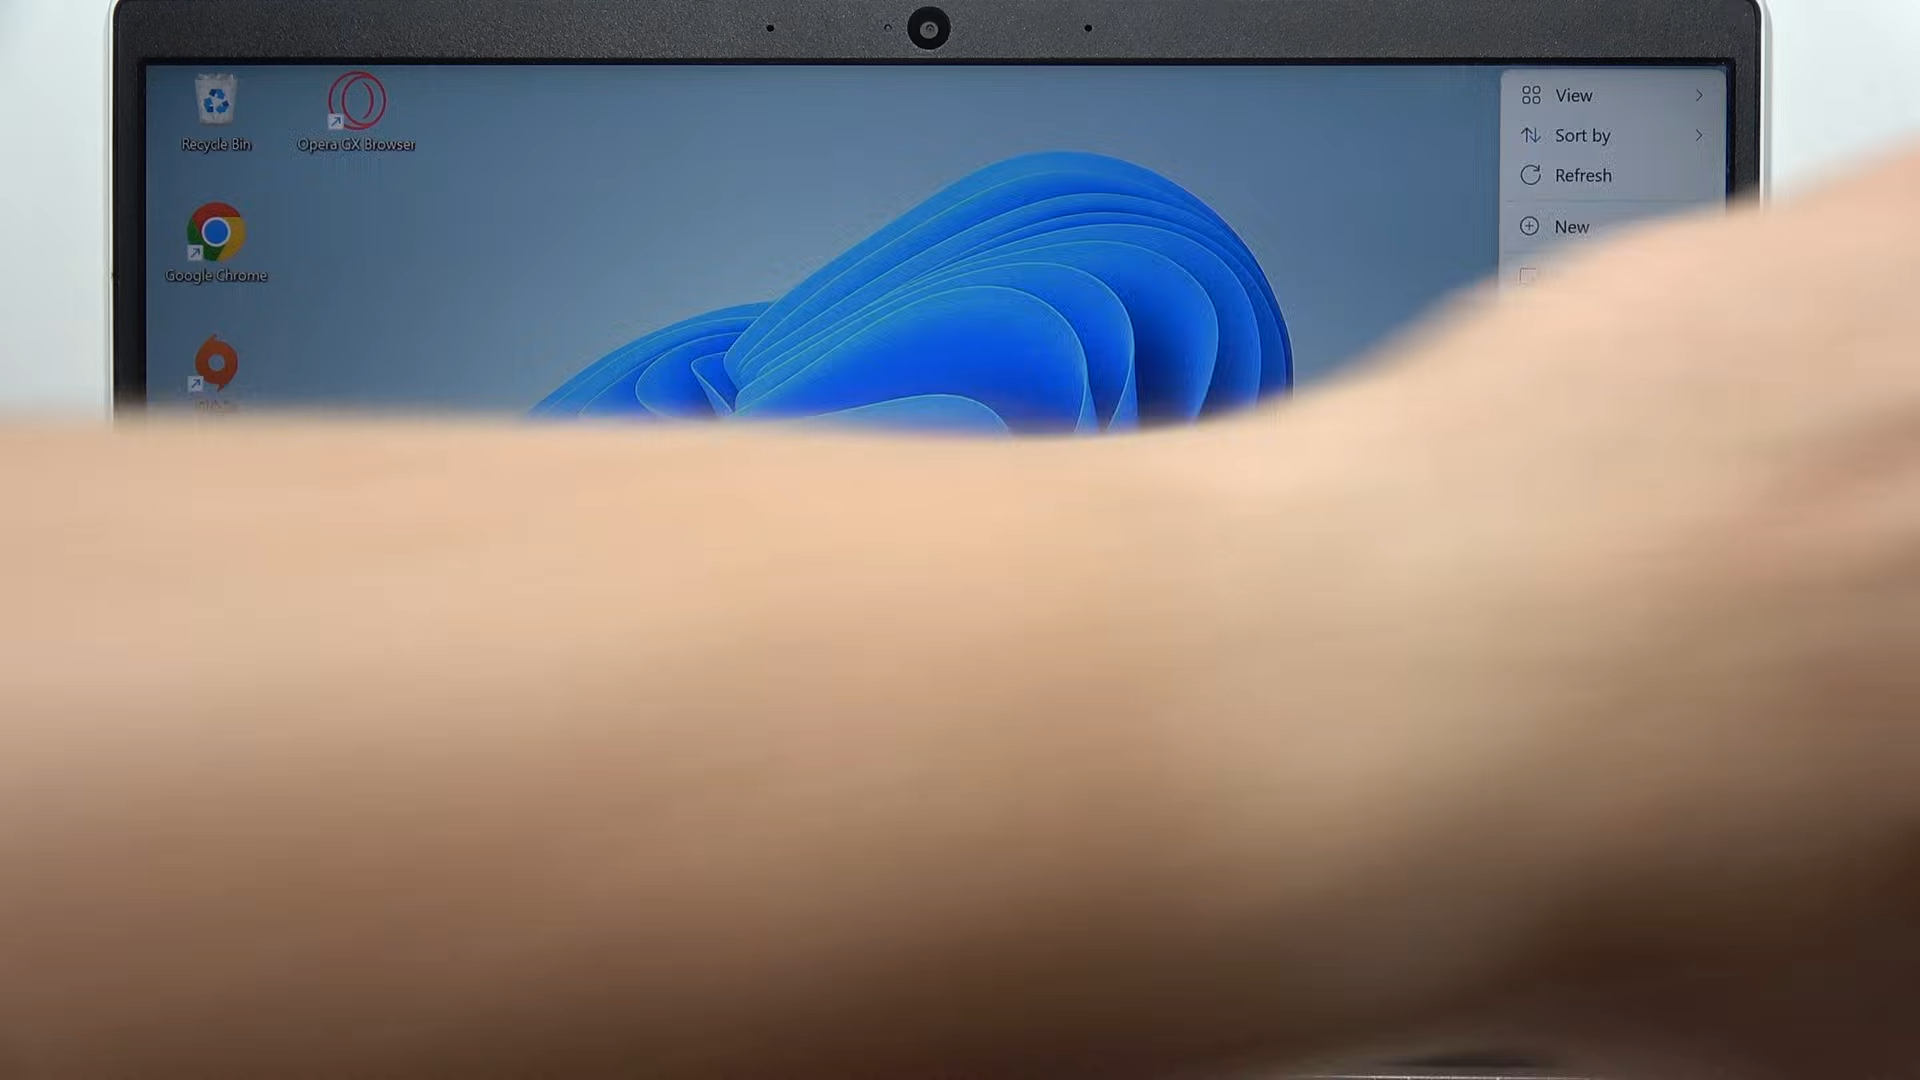 Recycle Bin
Opera GX Browser
Google Chrome
View
Sort by
Refresh
New